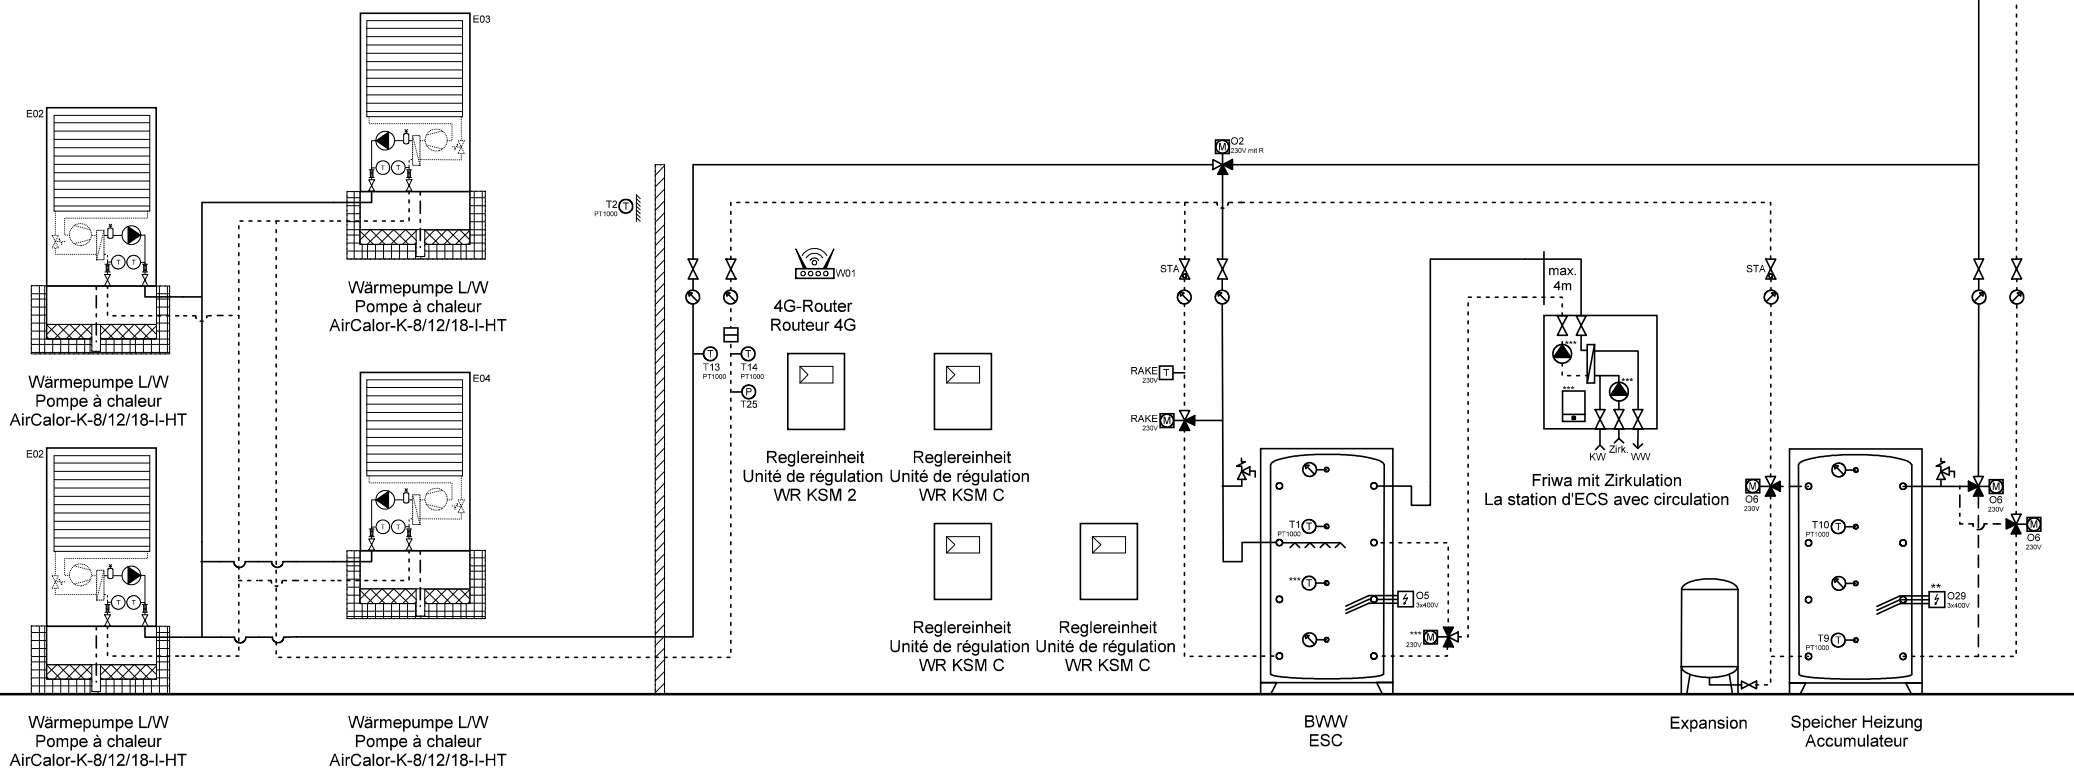 E03
E02
Wärmepumpe L/W
Pompe à chaleur
AirCalor-K-8/12/18-I-HT
Wärmepumpe L/W
Pompe à chaleur
AirCalor-K-8/12/18-I-HT
E02
E04
Wärmepumpe L/W
Pompe à chaleur
AirCalor-K-8/12/18-I-HT
Wärmepumpe L/W
Pompe à chaleur
AirCalor-K-8/12/18-I-HT
T T
T T
T T
T T
T2 T
PT1000
T
T13
PT1000
T
T14
PT1000
P
T25
W01
4G-Router
Routeur 4G
Reglereinheit
Unité de régulation
WR KSM 2
Reglereinheit
Unité de régulation
WR KSM C
Reglereinheit
Unité de régulation
WR KSM C
Reglereinheit
Unité de régulation
WR KSM C
M O2
230V mit R
STA
RAKE T
230V
RAKE M
230V
T1 T
PT1000
*** T
O5
3x400V
*** M
230V
BWW
ESC
max.
4m
***
***
***
KW Zirk. WW
Friwa mit Zirkulation
La station d'ECS avec circulation
STA
M
O6
230V
T10 T
PT1000
T9 T
PT1000
**
O29
3x400V
M
O6
230V
M
O6
230V
Expansion
Speicher Heizung
Accumulateur